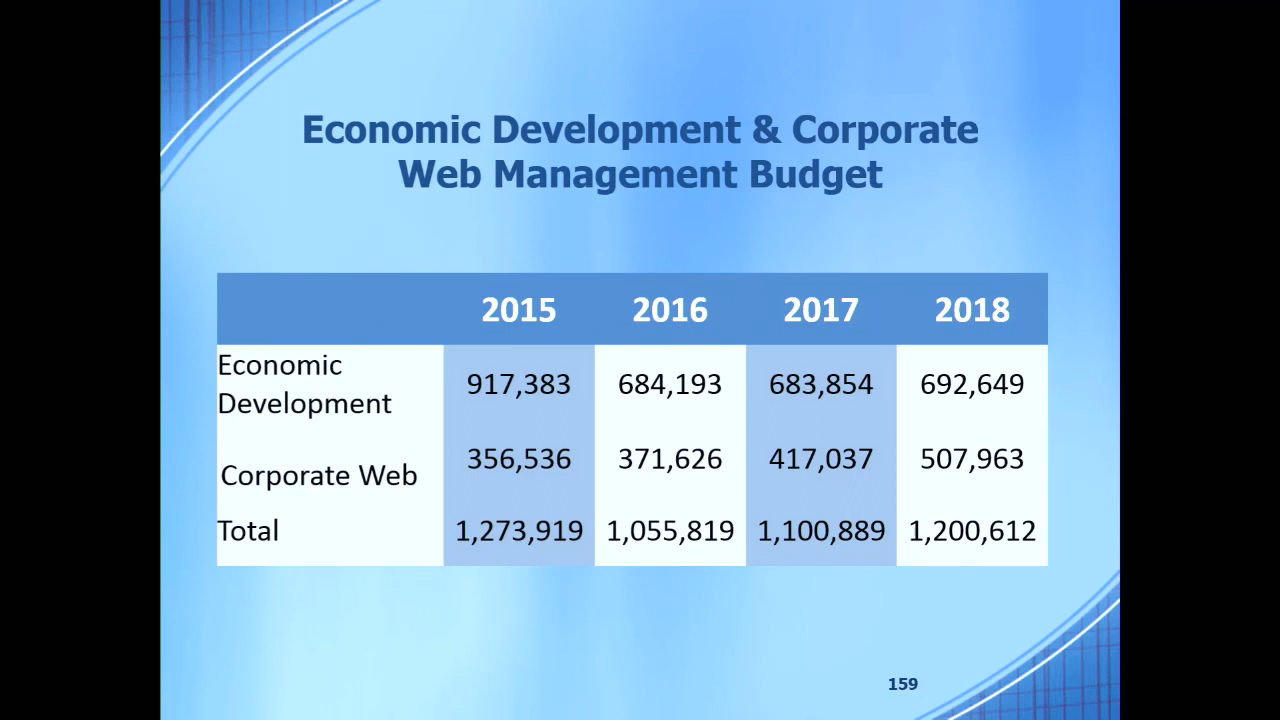 Economic Development & Corporate
Web Management Budget
2015 2016 2017 2018
Economic
Development 917,383 684,193 683,854 692,649
Corporate Web 356,536 371,626 417,037 507,963
Total 1,273,919 1,055,819 1,100,889 1,200,612
159